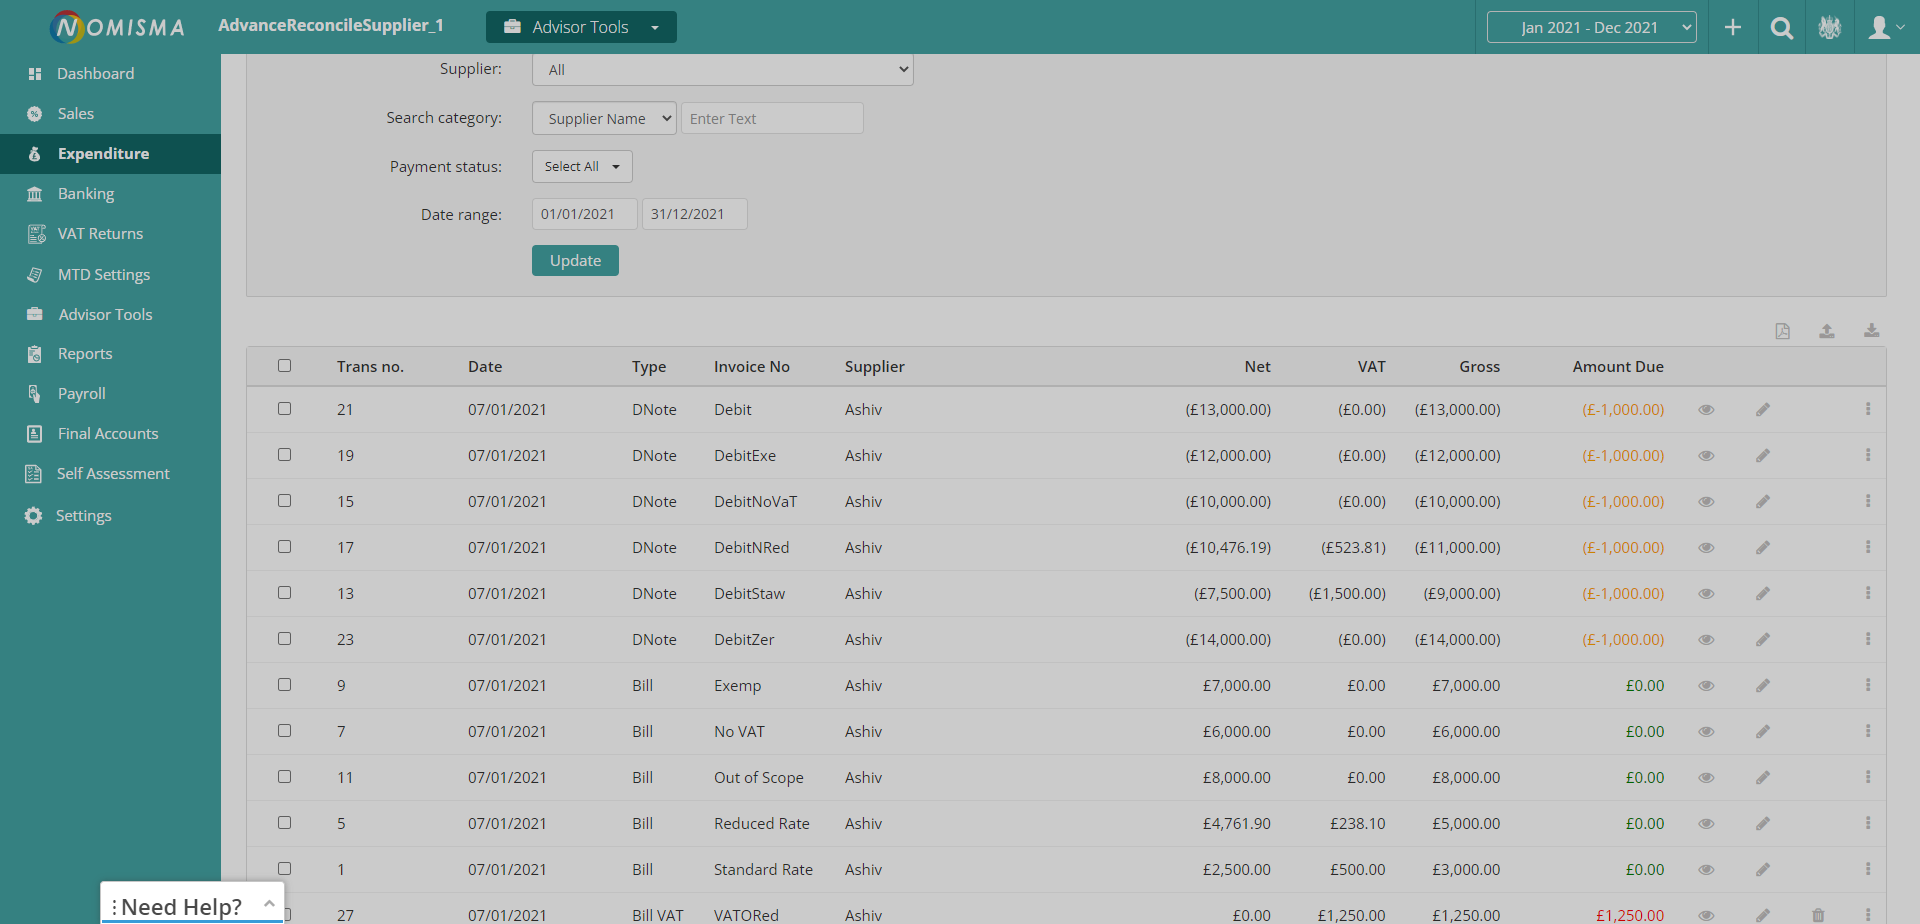 NOMISMA AdvanceReconcileSupplier_1 Advisor Tools Jan 2021 - Dec 2021
Dashboard
Sales
Expenditure
Banking
VAT Returns
MTD Settings
Advisor Tools
Reports
Payroll
Final Accounts
Self Assessment
Settings
Supplier: All
Search category: Supplier Name Enter Text
Payment status: Select All
Date range: 01/01/2021 31/12/2021
Update
Trans no. Date Type Invoice No Supplier Net VAT Gross Amount Due
21 07/01/2021 DNote Debit Ashiv (£13,000.00) (£0.00) (£13,000.00) (£-1,000.00)
19 07/01/2021 DNote DebitExe Ashiv (£12,000.00) (£0.00) (£12,000.00) (£-1,000.00)
15 07/01/2021 DNote DebitNoVaT Ashiv (£10,000.00) (£0.00) (£10,000.00) (£-1,000.00)
17 07/01/2021 DNote DebitNRed Ashiv (£10,476.19) (£523.81) (£11,000.00) (£-1,000.00)
13 07/01/2021 DNote DebitStaw Ashiv (£7,500.00) (£1,500.00) (£9,000.00) (£-1,000.00)
23 07/01/2021 DNote DebitZer Ashiv (£14,000.00) (£0.00) (£14,000.00) (£-1,000.00)
9 07/01/2021 Bill Exemp Ashiv £7,000.00 £0.00 £7,000.00 £0.00
7 07/01/2021 Bill No VAT Ashiv £6,000.00 £0.00 £6,000.00 £0.00
11 07/01/2021 Bill Out of Scope Ashiv £8,000.00 £0.00 £8,000.00 £0.00
5 07/01/2021 Bill Reduced Rate Ashiv £4,761.90 £238.10 £5,000.00 £0.00
1 07/01/2021 Bill Standard Rate Ashiv £2,500.00 £500.00 £3,000.00 £0.00
27 07/01/2021 Bill VAT VATORed Ashiv £0.00 £1,250.00 £1,250.00 £1,250.00
Need Help?